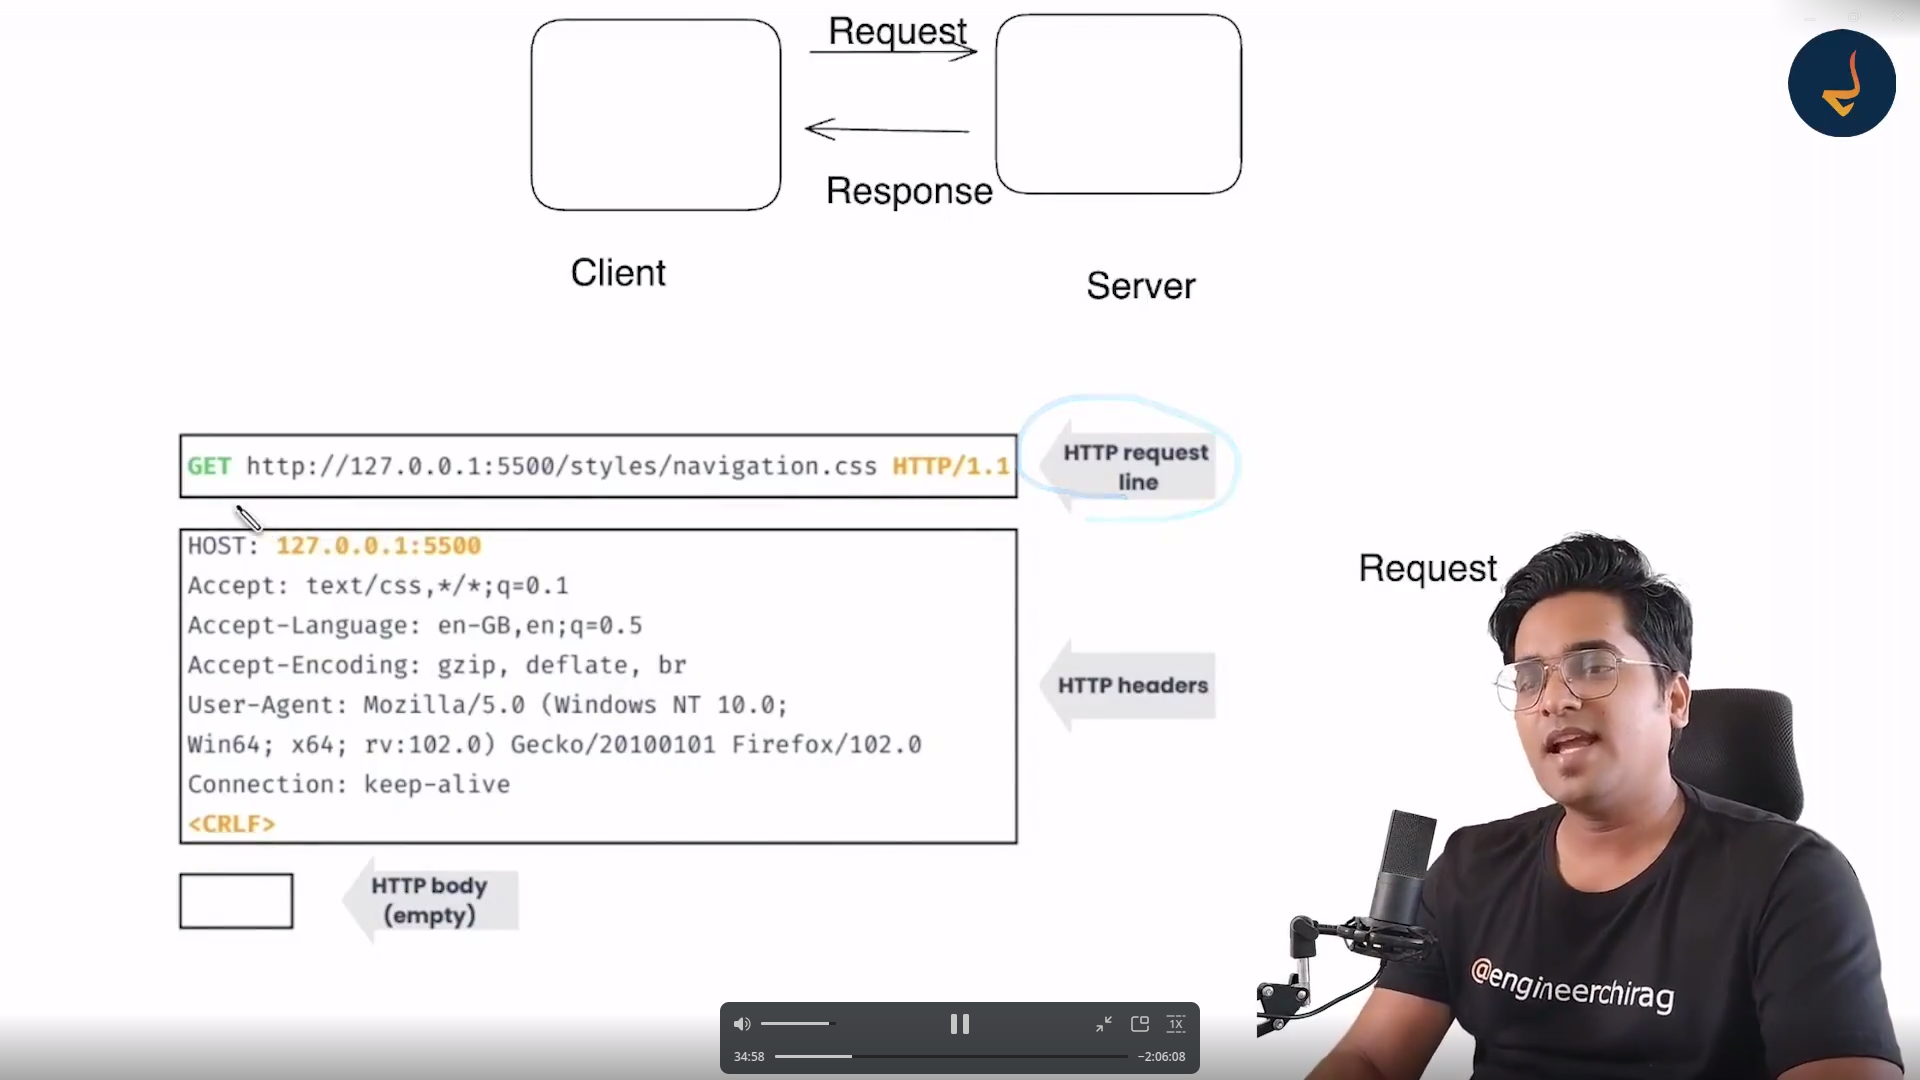 Request
Response
Client
Server
GET http://127.0.0.1:5500/styles/navigation.css HTTP/1.1
HTTP request
line
HOST: 127.0.0.1:5500
Accept: text/css,*/*;q=0.1
Accept-Language: en-GB,en;q=0.5
Accept-Encoding: gzip, deflate, br
User-Agent: Mozilla/5.0 (Windows NT 10.0;
Win64; x64; rv:102.0) Gecko/20100101 Firefox/102.0
Connection: keep-alive
<CRLF>
HTTP headers
Request
HTTP body
(empty)
@engineerchirag
1X
34:58
-2:06:08